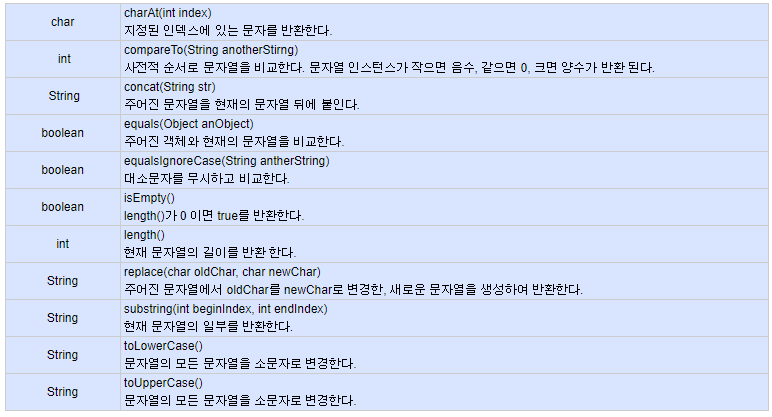 char
charAt(int index)
지정된 인덱스에 있는 문자를 반환한다.
int
compareTo(String anotherStirng)
사전적 순서로 문자열을 비교한다. 문자열 인스턴스가 작으면 음수, 같으면 0, 크면 양수가 반환 된다.
String
concat(String str)
주어진 문자열을 현재의 문자열 뒤에 붙인다.
boolean
equals(Object anObject)
주어진 객체와 현재의 문자열을 비교한다.
boolean
equalsIgnoreCase(String antherString)
대소문자를 무시하고 비교한다.
boolean
isEmpty()
length()가 0 이면 true를 반환한다.
int
length()
현재 문자열의 길이를 반환 한다.
String
replace(char oldChar, char newChar)
주어진 문자열에서 oldChar를 newChar로 변경한, 새로운 문자열을 생성하여 반환한다.
String
substring(int beginIndex, int endIndex)
현재 문자열의 일부를 반환한다.
String
toLowerCase()
문자열의 모든 문자열을 소문자로 변경한다.
String
toUpperCase()
문자열의 모든 문자열을 소문자로 변경한다.